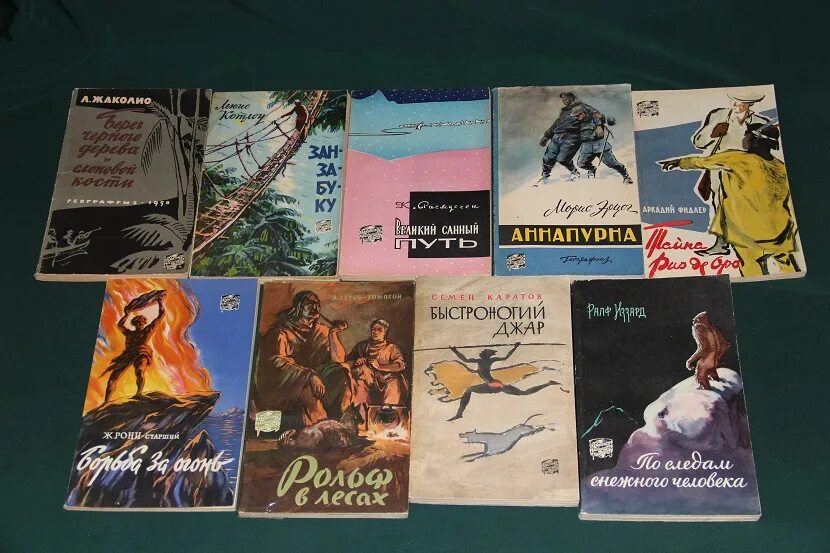 Л. ЖАКОЛИО
Берег
черного
дерева
и
слоновой
кости
ГЕОГРАФГИЗ · 1958
Льюис
Котлоу
ЗАН-
ЗА-
БУ-
КУ
К. Расмуссен
ВЕЛИКИЙ САННЫЙ
ПУТЬ
Морис Эрцог
АННАПУРНА
Географгиз
АРКАДИЙ ФИДЛЕР
Тайна
Рио де Оро
Ж. РОНИ-СТАРШИЙ
Борьба за огонь
Э. СЕТОН-ТОМПСОН
Рольф
в лесах
СЕМЕН КАРАТОВ
БЫСТРОНОГИЙ
ДЖАР
РАЛФ ИЗЗАРД
По следам
снежного человека